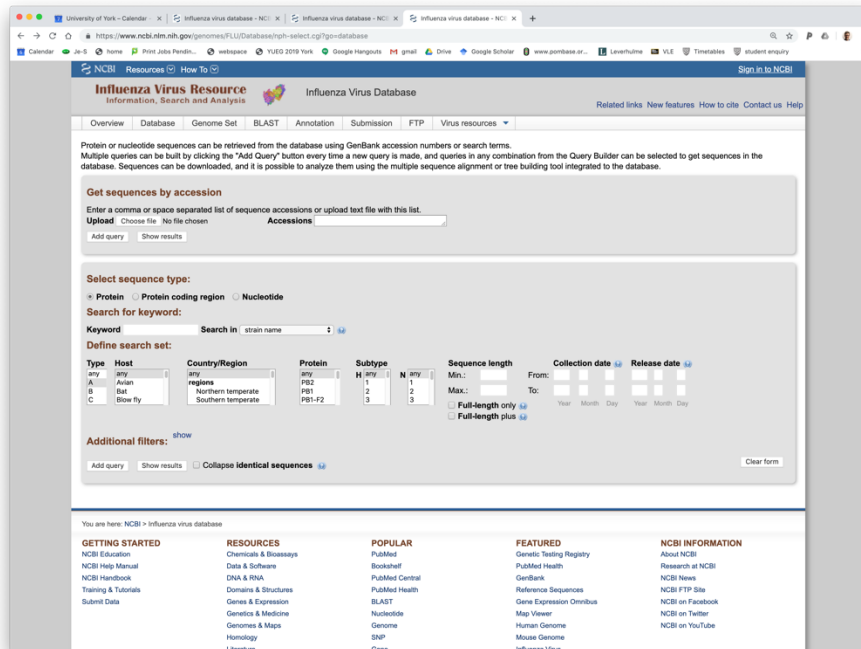 University of York – Calendar
Influenza virus database - NC
Influenza virus database - NC
Influenza virus database - NC
https://www.ncbi.nlm.nih.gov/genomes/FLU/Database/nph-select.cgi?go=database
Calendar Je-S home Print Jobs Pendin... webspace YUEG 2019 York Google Hangouts gmail Drive Google Scholar www.pombase.or... Leverhulme VLE Timetables student enquiry
NCBI Resources How To Sign in to NCBI
Influenza Virus Resource
Information, Search and Analysis
Influenza Virus Database
Related links New features How to cite Contact us Help
Overview Database Genome Set BLAST Annotation Submission FTP Virus resources
Protein or nucleotide sequences can be retrieved from the database using GenBank accession numbers or search terms.
Multiple queries can be built by clicking the "Add Query" button every time a new query is made, and queries in any combination from the Query Builder can be selected to get sequences in the
database. Sequences can be downloaded, and it is possible to analyze them using the multiple sequence alignment or tree building tool integrated to the database.
Get sequences by accession
Enter a comma or space separated list of sequence accessions or upload text file with this list.
Upload Choose file No file chosen Accessions
Add query Show results
Select sequence type:
Protein Protein coding region Nucleotide
Search for keyword:
Keyword Search in strain name
Define search set:
Type Host Country/Region Protein Subtype Sequence length Collection date Release date
any any any any H any N any Min.: From:
A Avian regions PB2 1 1
B Bat Northern temperate PB1 2 2 Max.: To:
C Blow fly Southern temperate PB1-F2 3 3 Year Month Day Year Month Day
Full-length only
Full-length plus
Additional filters: show
Add query Show results Collapse identical sequences Clear form
You are here: NCBI > Influenza virus database
GETTING STARTED RESOURCES POPULAR FEATURED NCBI INFORMATION
NCBI Education Chemicals & Bioassays PubMed Genetic Testing Registry About NCBI
NCBI Help Manual Data & Software Bookshelf PubMed Health Research at NCBI
NCBI Handbook DNA & RNA PubMed Central GenBank NCBI News
Training & Tutorials Domains & Structures PubMed Health Reference Sequences NCBI FTP Site
Submit Data Genes & Expression BLAST Gene Expression Omnibus NCBI on Facebook
Genetics & Medicine Nucleotide Map Viewer NCBI on Twitter
Genomes & Maps Genome Human Genome NCBI on YouTube
Homology SNP Mouse Genome
Literature Gene Influenza Virus